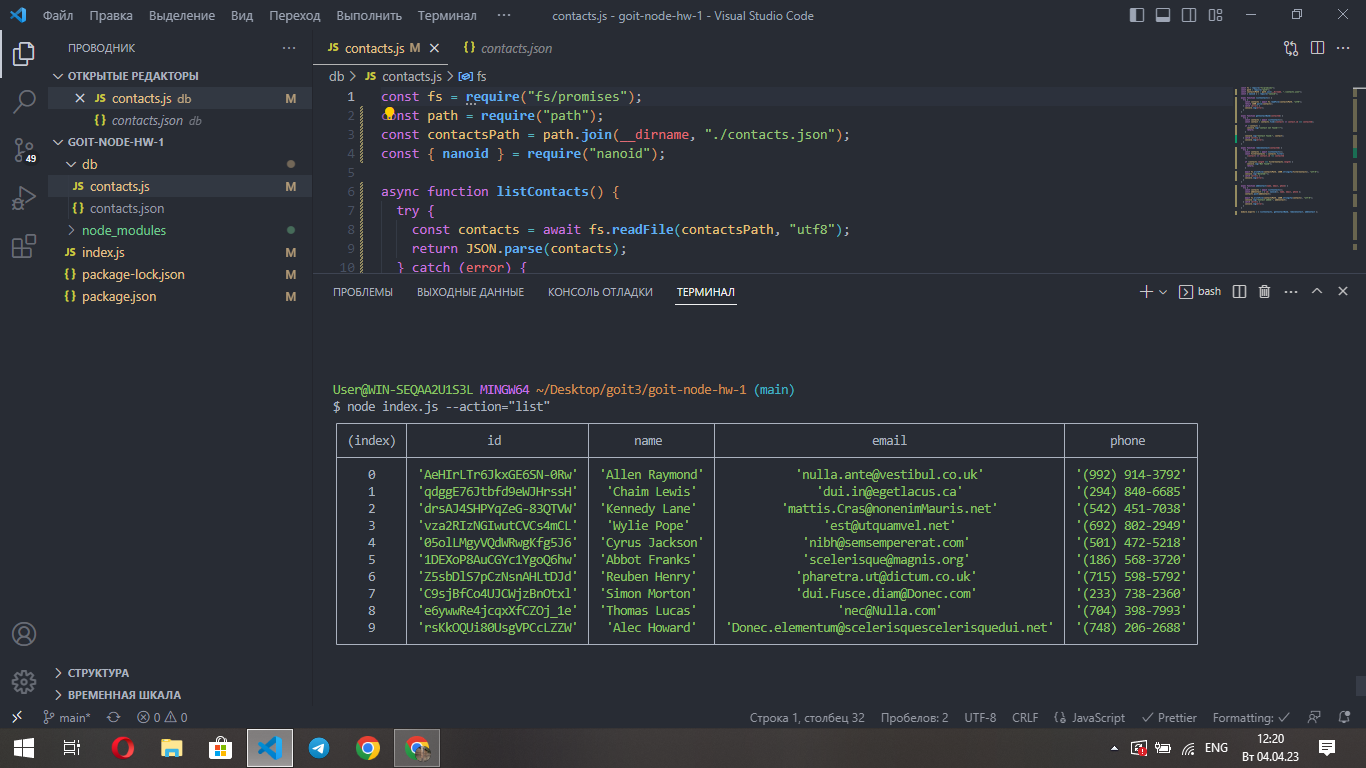 Файл Правка Выделение Вид Переход Выполнить Терминал ··· contacts.js - goit-node-hw-1 - Visual Studio Code
ПРОВОДНИК ···
ОТКРЫТЫЕ РЕДАКТОРЫ
JS contacts.js db M
{} contacts.json db
GOIT-NODE-HW-1
db
JS contacts.js M
{} contacts.json
node_modules
JS index.js M
{} package-lock.json M
{} package.json M
49
СТРУКТУРА
ВРЕМЕННАЯ ШКАЛА
JS contacts.js M {} contacts.json
db > JS contacts.js > fs
1 const fs = require("fs/promises");
2 const path = require("path");
3 const contactsPath = path.join(__dirname, "./contacts.json");
4 const { nanoid } = require("nanoid");
5
6 async function listContacts() {
7 try {
8 const contacts = await fs.readFile(contactsPath, "utf8");
9 return JSON.parse(contacts);
10 } catch (error) {
ПРОБЛЕМЫ ВЫХОДНЫЕ ДАННЫЕ КОНСОЛЬ ОТЛАДКИ ТЕРМИНАЛ bash
User@WIN-SEQAA2U1S3L MINGW64 ~/Desktop/goit3/goit-node-hw-1 (main)
$ node index.js --action="list"
(index) id name email phone
0 'AeHIrLTr6JkxGE6SN-0Rw' 'Allen Raymond' 'nulla.ante@vestibul.co.uk' '(992) 914-3792'
1 'qdggE76Jtbfd9eWJHrssH' 'Chaim Lewis' 'dui.in@egetlacus.ca' '(294) 840-6685'
2 'drsAJ4SHPYqZeG-83QTVW' 'Kennedy Lane' 'mattis.Cras@nonenimMauris.net' '(542) 451-7038'
3 'vza2RIzNGIwutCVCs4mCL' 'Wylie Pope' 'est@utquamvel.net' '(692) 802-2949'
4 '05olLMgyVQdWRwgKfg5J6' 'Cyrus Jackson' 'nibh@semsempererat.com' '(501) 472-5218'
5 '1DEXoP8AuCGYc1YgoQ6hw' 'Abbot Franks' 'scelerisque@magnis.org' '(186) 568-3720'
6 'Z5sbDlS7pCzNsnAHLtDJd' 'Reuben Henry' 'pharetra.ut@dictum.co.uk' '(715) 598-5792'
7 'C9sjBfCo4UJCWjzBnOtxl' 'Simon Morton' 'dui.Fusce.diam@Donec.com' '(233) 738-2360'
8 'e6ywwRe4jcqxXfCZOj_1e' 'Thomas Lucas' 'nec@Nulla.com' '(704) 398-7993'
9 'rsKkOQUi80UsgVPCcLZZW' 'Alec Howard' 'Donec.elementum@scelerisquescelerisquedui.net' '(748) 206-2688'
main* 0 0 Строка 1, столбец 32 Пробелов: 2 UTF-8 CRLF {} JavaScript Prettier Formatting:
ENG 12:20
Вт 04.04.23